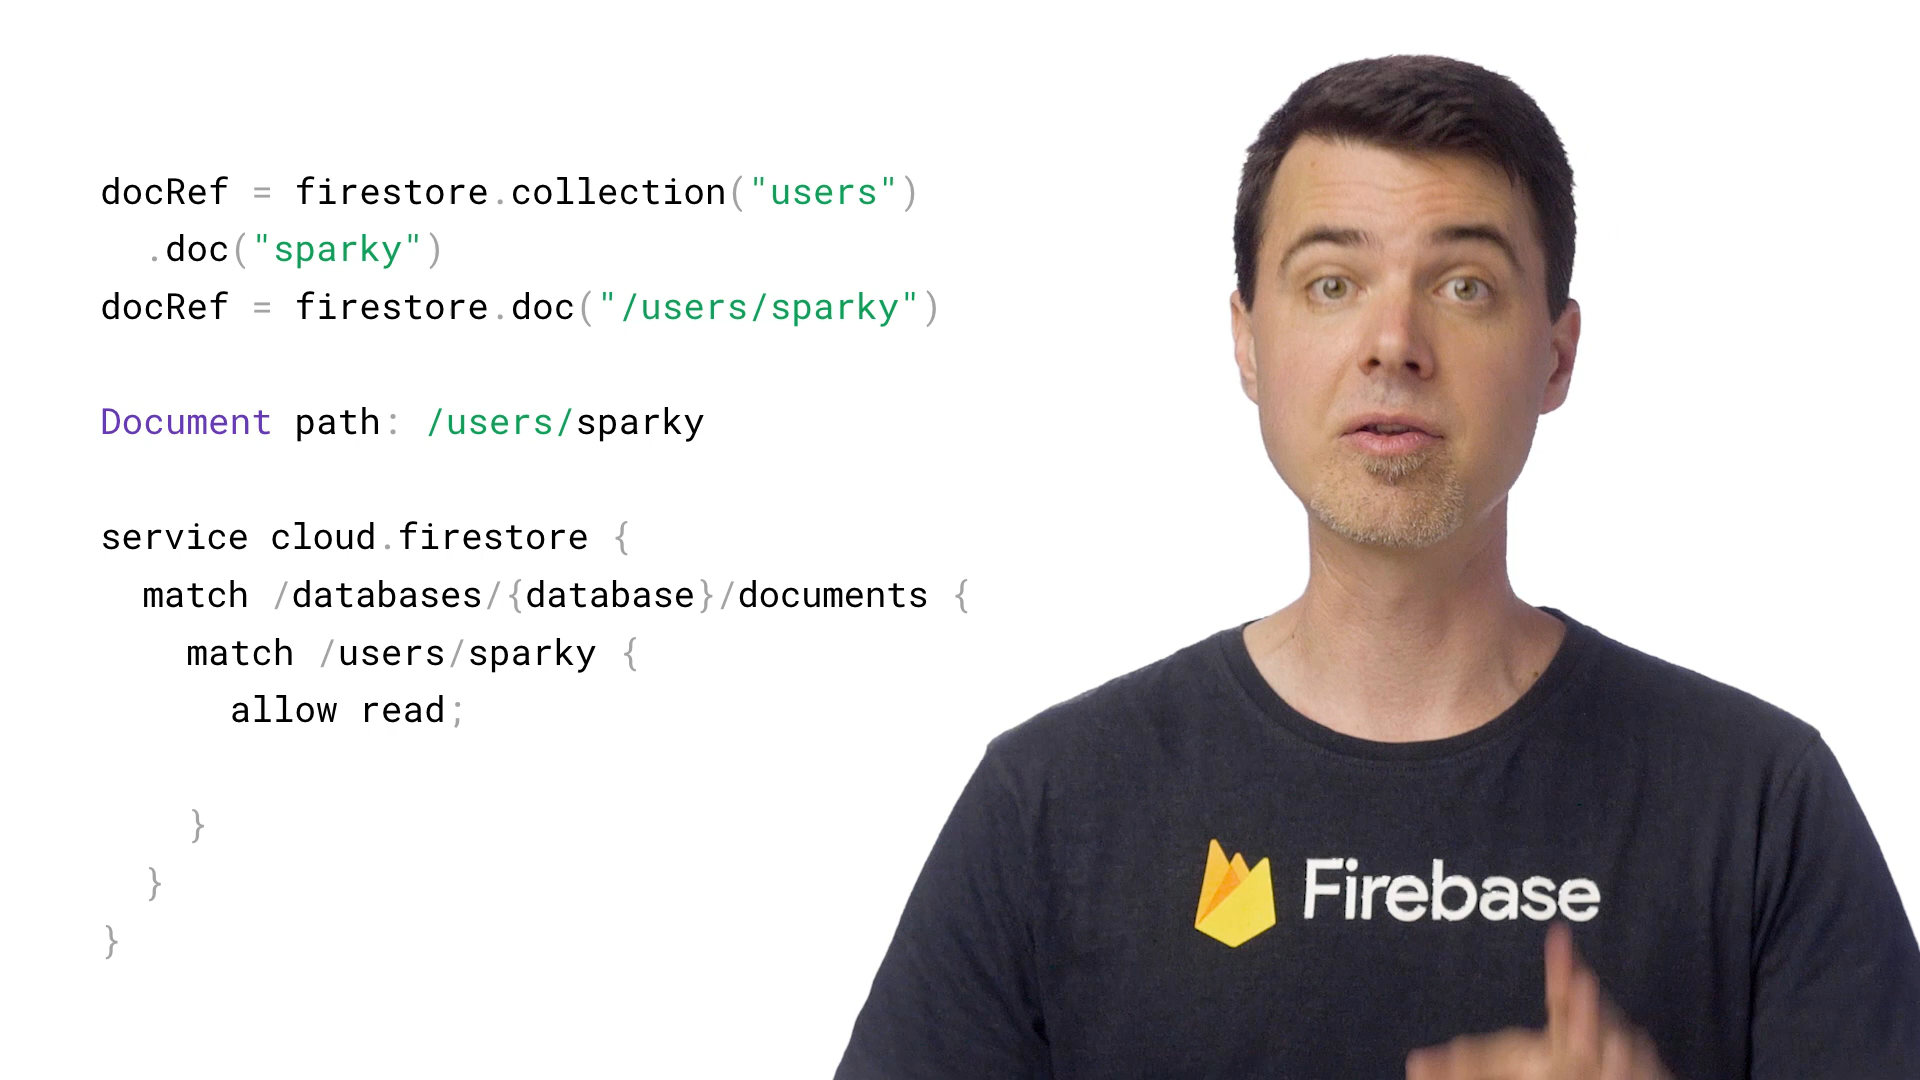 docRef = firestore.collection("users")
.doc("sparky")
docRef = firestore.doc("/users/sparky")
Document path: /users/sparky
service cloud.firestore {
match /databases/{database}/documents {
match /users/sparky {
allow read;
}
}
}
Firebase